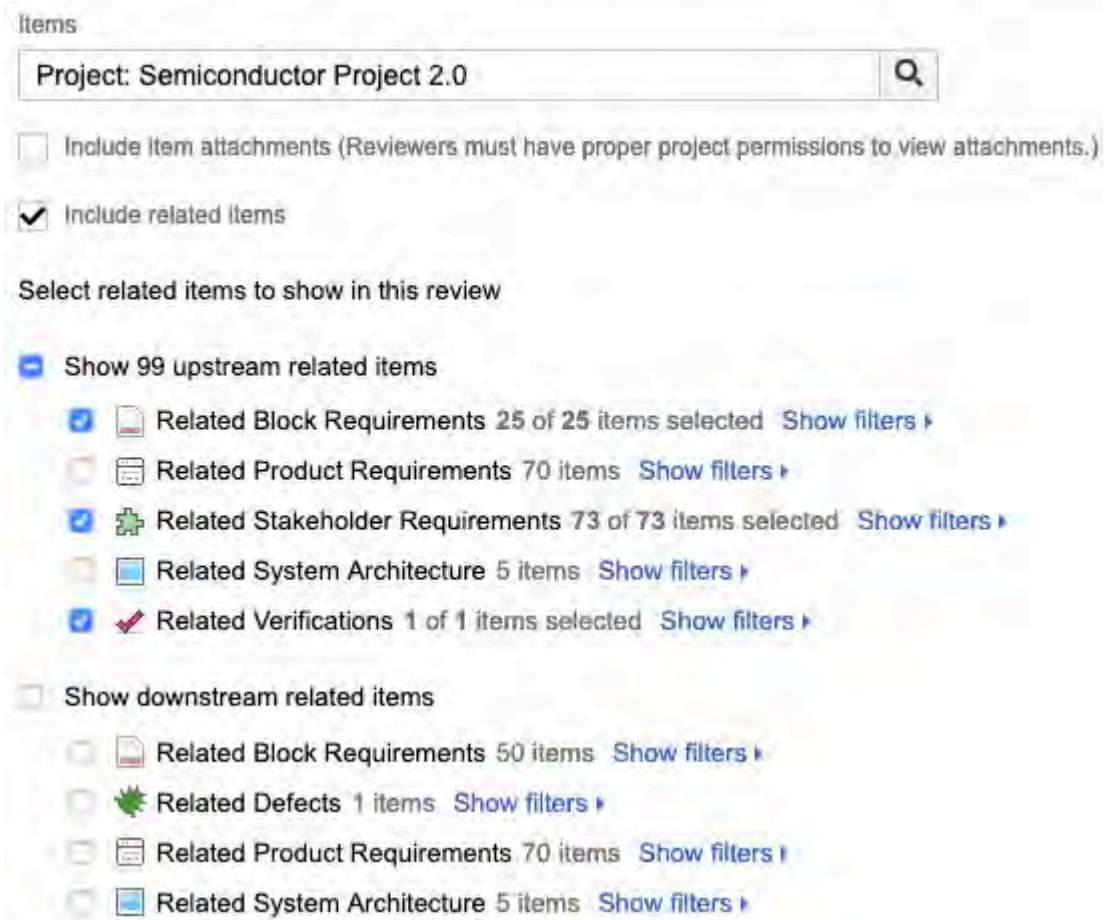 Items
Project: Semiconductor Project 2.0
Include item attachments (Reviewers must have proper project permissions to view attachments.)
Include related items
Select related items to show in this review
Show 99 upstream related items
Related Block Requirements 25 of 25 items selected Show filters
Related Product Requirements 70 items Show filters
Related Stakeholder Requirements 73 of 73 items selected Show filters
Related System Architecture 5 items Show filters
Related Verifications 1 of 1 items selected Show filters
Show downstream related items
Related Block Requirements 50 items Show filters
Related Defects 1 items Show filters
Related Product Requirements 70 items Show filters
Related System Architecture 5 items Show filters